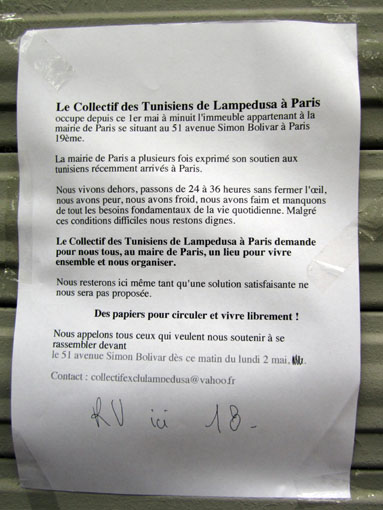 Le Collectif des Tunisiens de Lampedusa à Paris
occupe depuis ce 1er mai à minuit l'immeuble appartenant à la
mairie de Paris se situant au 51 avenue Simon Bolivar à Paris
19ème.
La mairie de Paris a plusieurs fois exprimé son soutien aux
tunisiens récemment arrivés à Paris.
Nous vivons dehors, passons de 24 à 36 heures sans fermer l'œil,
nous avons peur, nous avons froid, nous avons faim et manquons
de tout les besoins fondamentaux de la vie quotidienne. Malgré
ces conditions difficiles nous restons dignes.
Le Collectif des Tunisiens de Lampedusa à Paris demande
pour nous tous, au maire de Paris, un lieu pour vivre
ensemble et nous organiser.
Nous resterons ici même tant qu'une solution satisfaisante ne
nous sera pas proposée.
Des papiers pour circuler et vivre librement !
Nous appelons tous ceux qui veulent nous soutenir à se
rassembler devant
le 51 avenue Simon Bolivar dès ce matin du lundi 2 mai
Contact : collectifexclulamoedusa@vahoo.fr
RV ici 18.